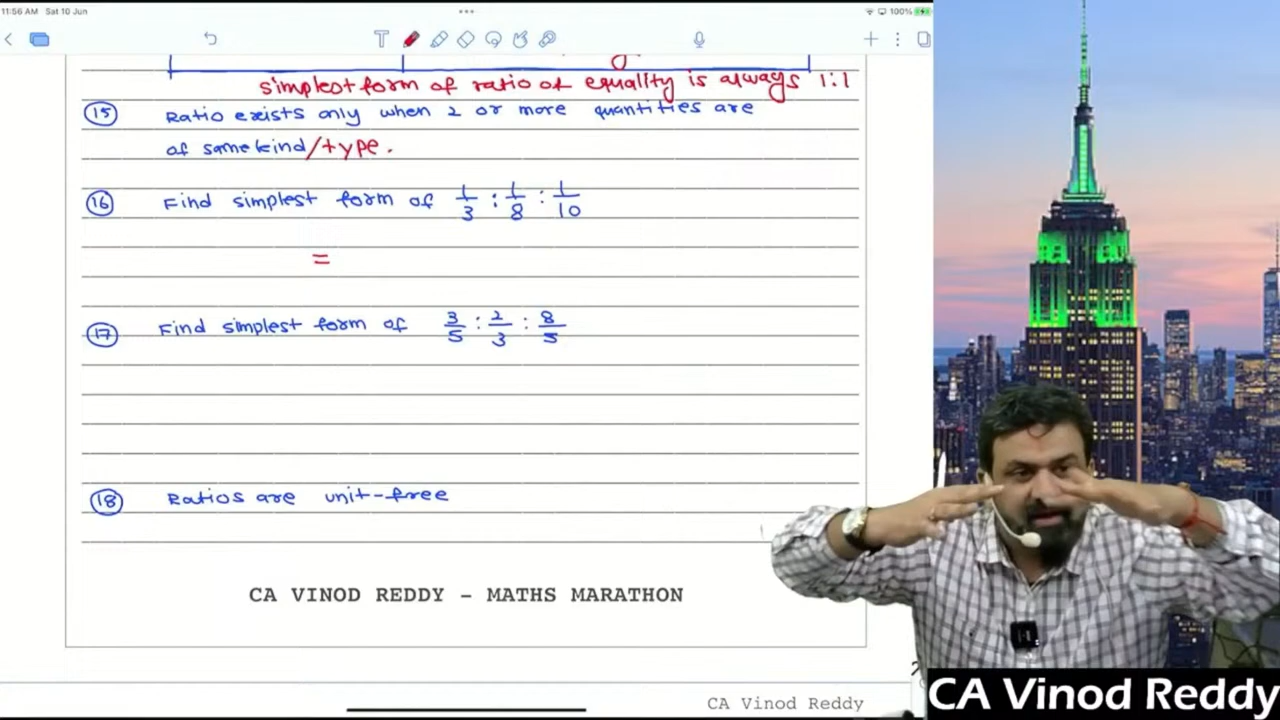 11:56 AM Sat 10 Jun
100%
simplest form of ratio of equality is always 1:1
15 Ratio exists only when 2 or more quantities are
of same kind/type.
16 Find simplest form of 1/3 : 1/8 : 1/10
=
17 Find simplest form of 3/5 : 2/3 : 8/5
18 Ratios are unit-free
CA VINOD REDDY - MATHS MARATHON
CA Vinod Reddy
CA Vinod Reddy